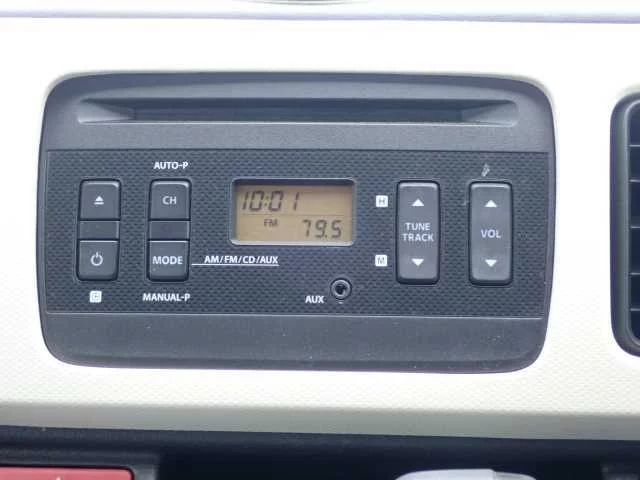 AUTO-P
CH
10:01
FM 79.5
H
TUNE
TRACK
VOL
MODE
AM/FM/CD/AUX
M
MANUAL-P
AUX